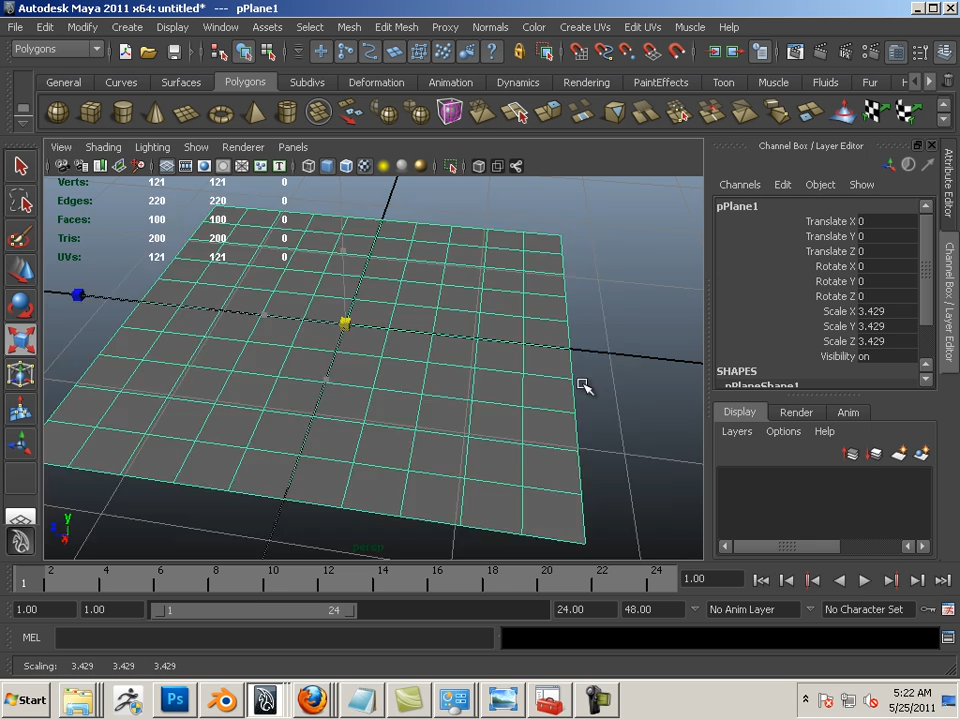 Autodesk Maya 2011 x64: untitled* --- pPlane1
File Edit Modify Create Display Window Assets Select Mesh Edit Mesh Proxy Normals Color Create UVs Edit UVs Muscle Help
Polygons
General Curves Surfaces Polygons Subdivs Deformation Animation Dynamics Rendering PaintEffects Toon Muscle Fluids Fur H
View Shading Lighting Show Renderer Panels
Verts: 121 121 0
Edges: 220 220 0
Faces: 100 100 0
Tris: 200 200 0
UVs: 121 121 0
persp
y
z
x
Channel Box / Layer Editor
Channels Edit Object Show
pPlane1
Translate X 0
Translate Y 0
Translate Z 0
Rotate X 0
Rotate Y 0
Rotate Z 0
Scale X 3.429
Scale Y 3.429
Scale Z 3.429
Visibility on
SHAPES
pPlaneShape1
Display Render Anim
Layers Options Help
Attribute Editor
Channel Box / Layer Editor
1 2 4 6 8 10 12 14 16 18 20 22 24 1.00
1.00 1.00 1 24 24.00 48.00 No Anim Layer No Character Set
MEL
Scaling: 3.429 3.429 3.429
Start Ps 5:22 AM
5/25/2011